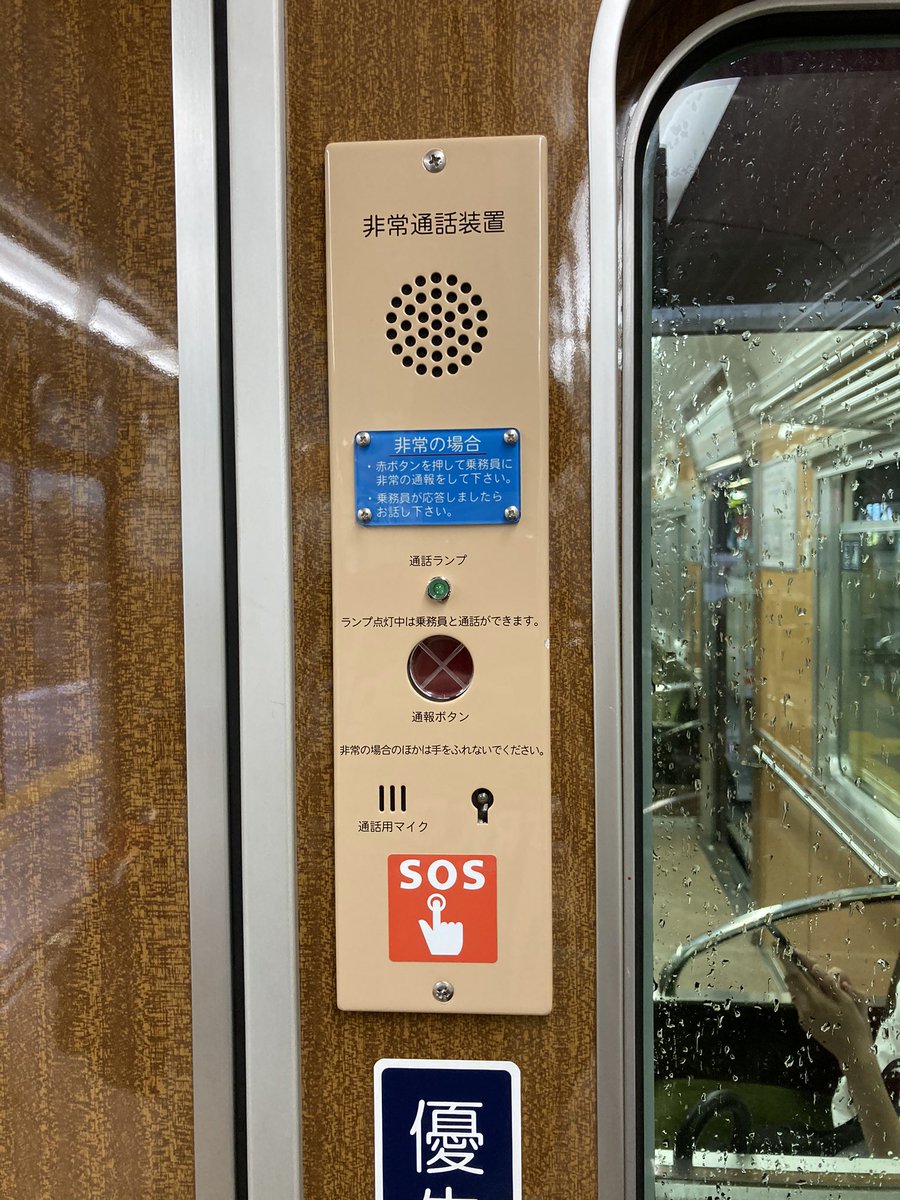 非常通話装置
非常の場合
・赤ボタンを押して乗務員に
非常の通報をして下さい。
・乗務員が応答しましたら
お話し下さい。
通話ランプ
ランプ点灯中は乗務員と通話ができます。
通報ボタン
非常の場合のほかは手をふれないでください。
通話用マイク
SOS
優